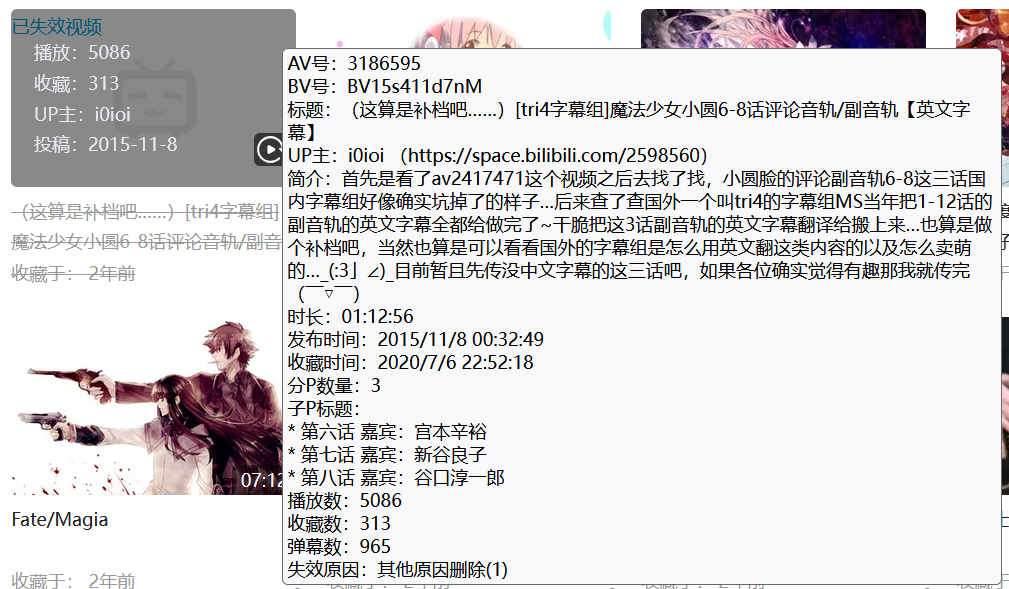 已失效视频
播放：5086
收藏：313
UP主：i0ioi
投稿：2015-11-8
（这算是补档吧……）[tri4字幕组]
魔法少女小圆6-8话评论音轨/副音
收藏于： 2年前
AV号：3186595
BV号：BV15s411d7nM
标题：（这算是补档吧……）[tri4字幕组]魔法少女小圆6-8话评论音轨/副音轨【英文字
幕】
UP主：i0ioi （https://space.bilibili.com/2598560）
简介：首先是看了av2417471这个视频之后去找了找，小圆脸的评论副音轨6-8这三话国
内字幕组好像确实坑掉了的样子...后来查了查国外一个叫tri4的字幕组MS当年把1-12话的
副音轨的英文字幕全都给做完了~干脆把这3话副音轨的英文字幕翻译给搬上来...也算是做
个补档吧，当然也算是可以看看国外的字幕组是怎么用英文翻这类内容的以及怎么卖萌
的..._(:3」∠)_目前暂且先传没中文字幕的这三话吧，如果各位确实觉得有趣那我就传完
（￣▽￣）
时长：01:12:56
发布时间：2015/11/8 00:32:49
收藏时间：2020/7/6 22:52:18
分P数量：3
子P标题：
* 第六话 嘉宾：宫本辛裕
* 第七话 嘉宾：新谷良子
* 第八话 嘉宾：谷口淳一郎
播放数：5086
收藏数：313
弹幕数：965
失效原因：其他原因删除(1)
07:12
Fate/Magia
收藏于： 2年前